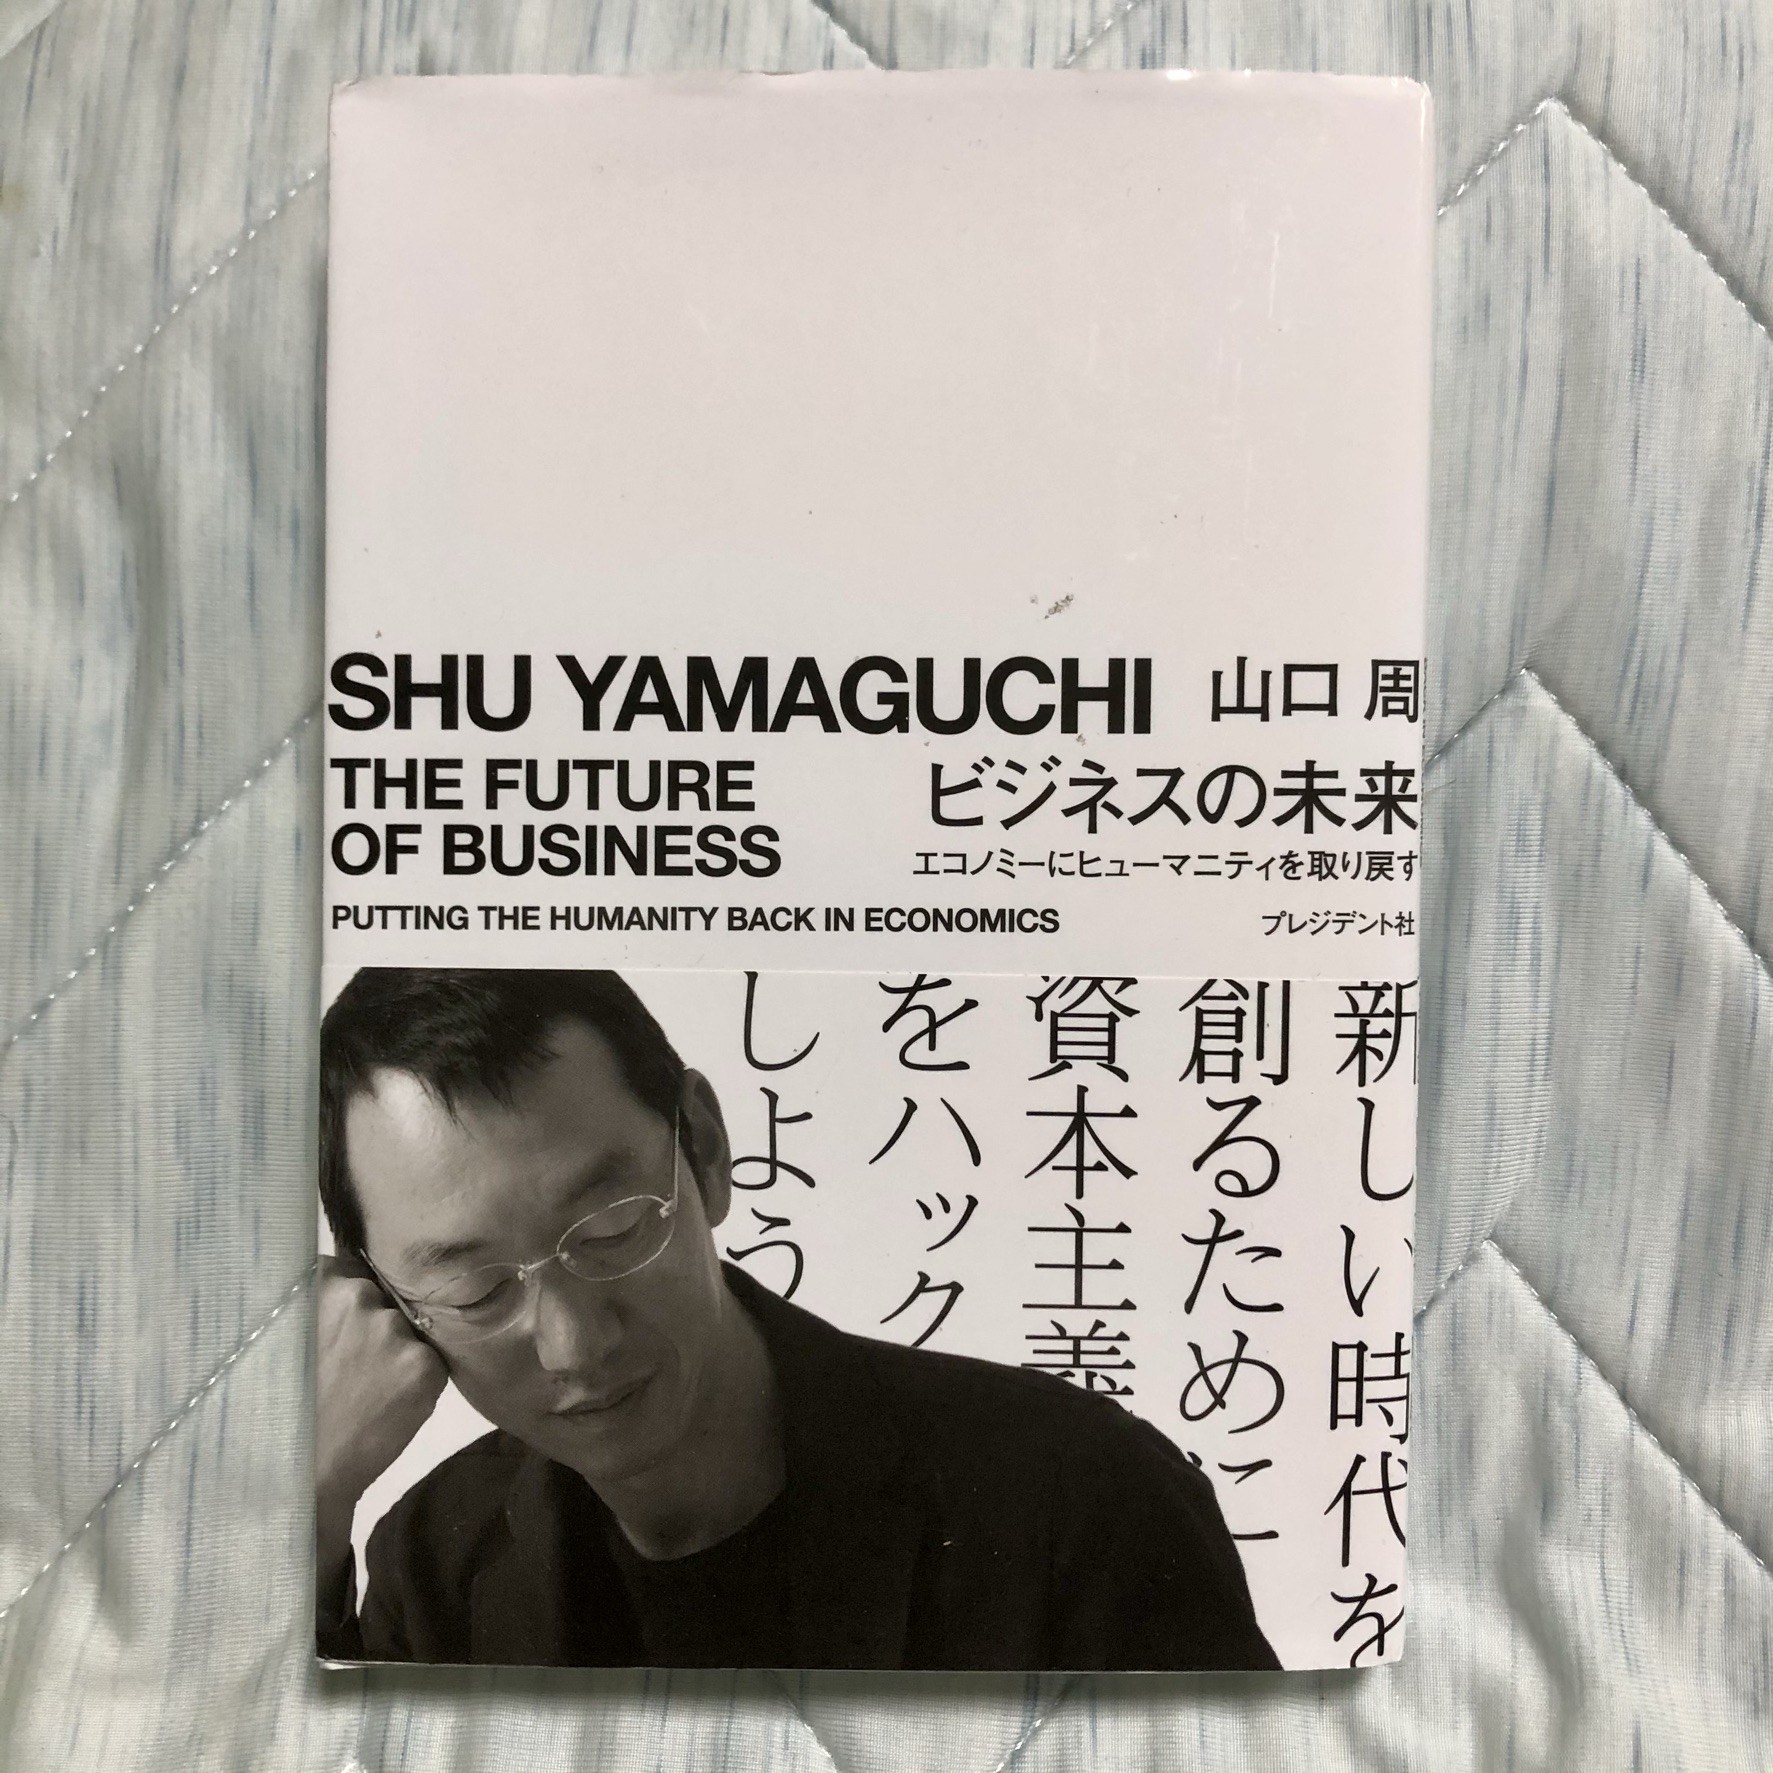 SHU YAMAGUCHI 山口 周
THE FUTURE
OF BUSINESS
ビジネスの未来
エコノミーにヒューマニティを取り戻す
PUTTING THE HUMANITY BACK IN ECONOMICS
プレジデント社
新しい時代を
創るために
資本主義
をハック
しよう